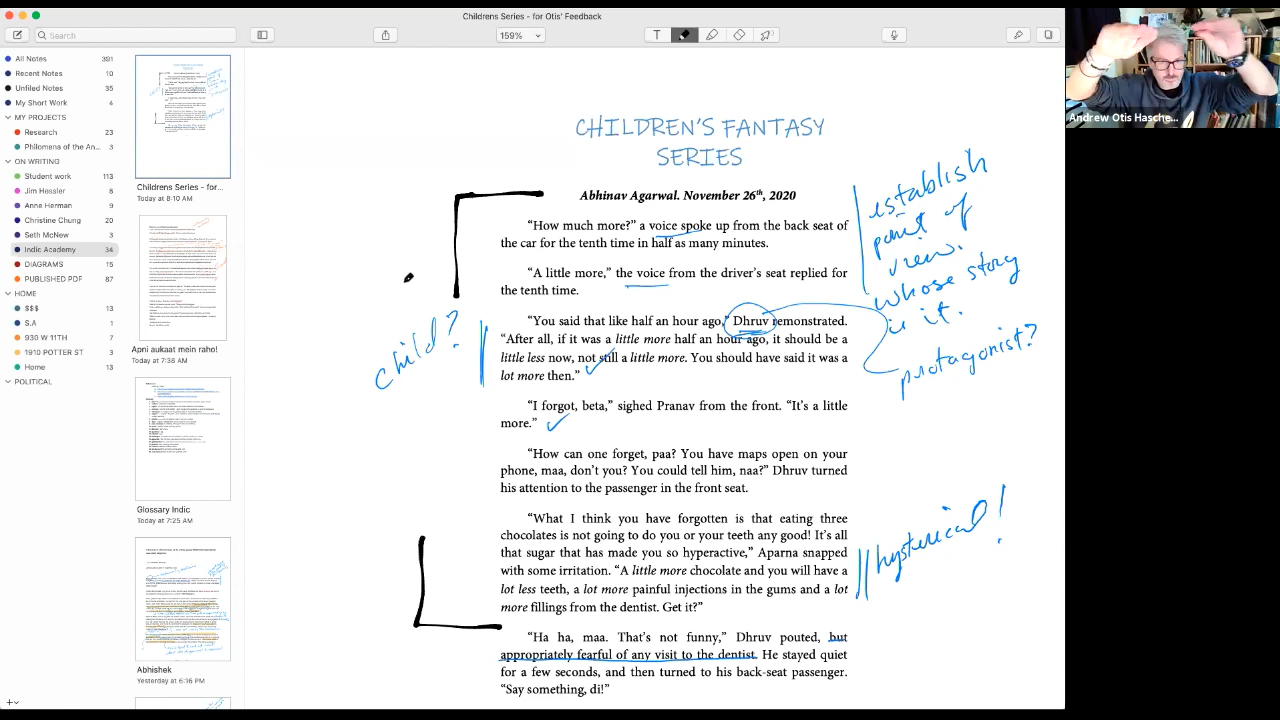 Childrens Series - for Otis' Feedback
Search
159%
T
All Notes 391
Recent Notes 10
Unfiled Notes 35
My Short Work 6
MY PROJECTS
Research 23
Philomena of the An... 3
ON WRITING
Student work 113
Jim Hessler 8
Anne Herman 9
Christine Chung 20
Seth McNew 3
Indic Academy 34
DIAGRAMS 15
PUBLISHED PDF 87
HOME
$$$ 13
S.A 1
930 W 11TH 7
1910 POTTER ST 3
Home 13
POLITICAL
Childrens Series - for...
Today at 8:10 AM
Apni aukaat mein raho!
Today at 7:36 AM
Glossary Indic
Today at 7:25 AM
Abhishek
Yesterday at 6:16 PM
Andrew Otis Hasche...
CHILDREN'S FANTASY
SERIES
Abhinav Agarwal. November 26th, 2020
"How much more?" a voice spoke up from the back seat of
the car for the tenth time in half as many minutes.
"A little more," the voice from the driver's seat replied for
the tenth time.
"You said that like half an hour ago," Dhruv remonstrated.
"After all, if it was a little more half an hour ago, it should be a
little less now, not still a little more. You should have said it was a
lot more then."
"I forgot, Dhruv," sighed Pranav from the front. "It's a little
more."
"How can one forget, paa? You have maps open on your
phone, maa, don't you? You could tell him, naa?" Dhruv turned
his attention to the passenger in the front seat.
"What I think you have forgotten is that eating three
chocolates is not going to do you or your teeth any good! It's all
that sugar that has made you so hyperactive," Aparna snapped
with some irritation. "A little more chocolate and you will have a
lot less teeth, a lot more painful injections in the gums and a lot
more fillings from the dentist. Get it?"
"Ha ha, That's not funny," Dhruv pouted, but
appropriately fearful of any visit to the dentist. He stayed quiet
for a few seconds, and then turned to his back-seat passenger.
"Say something, di!"
establish
point of
view.
whose story
is it.
protagonist?
child?
hysterical!